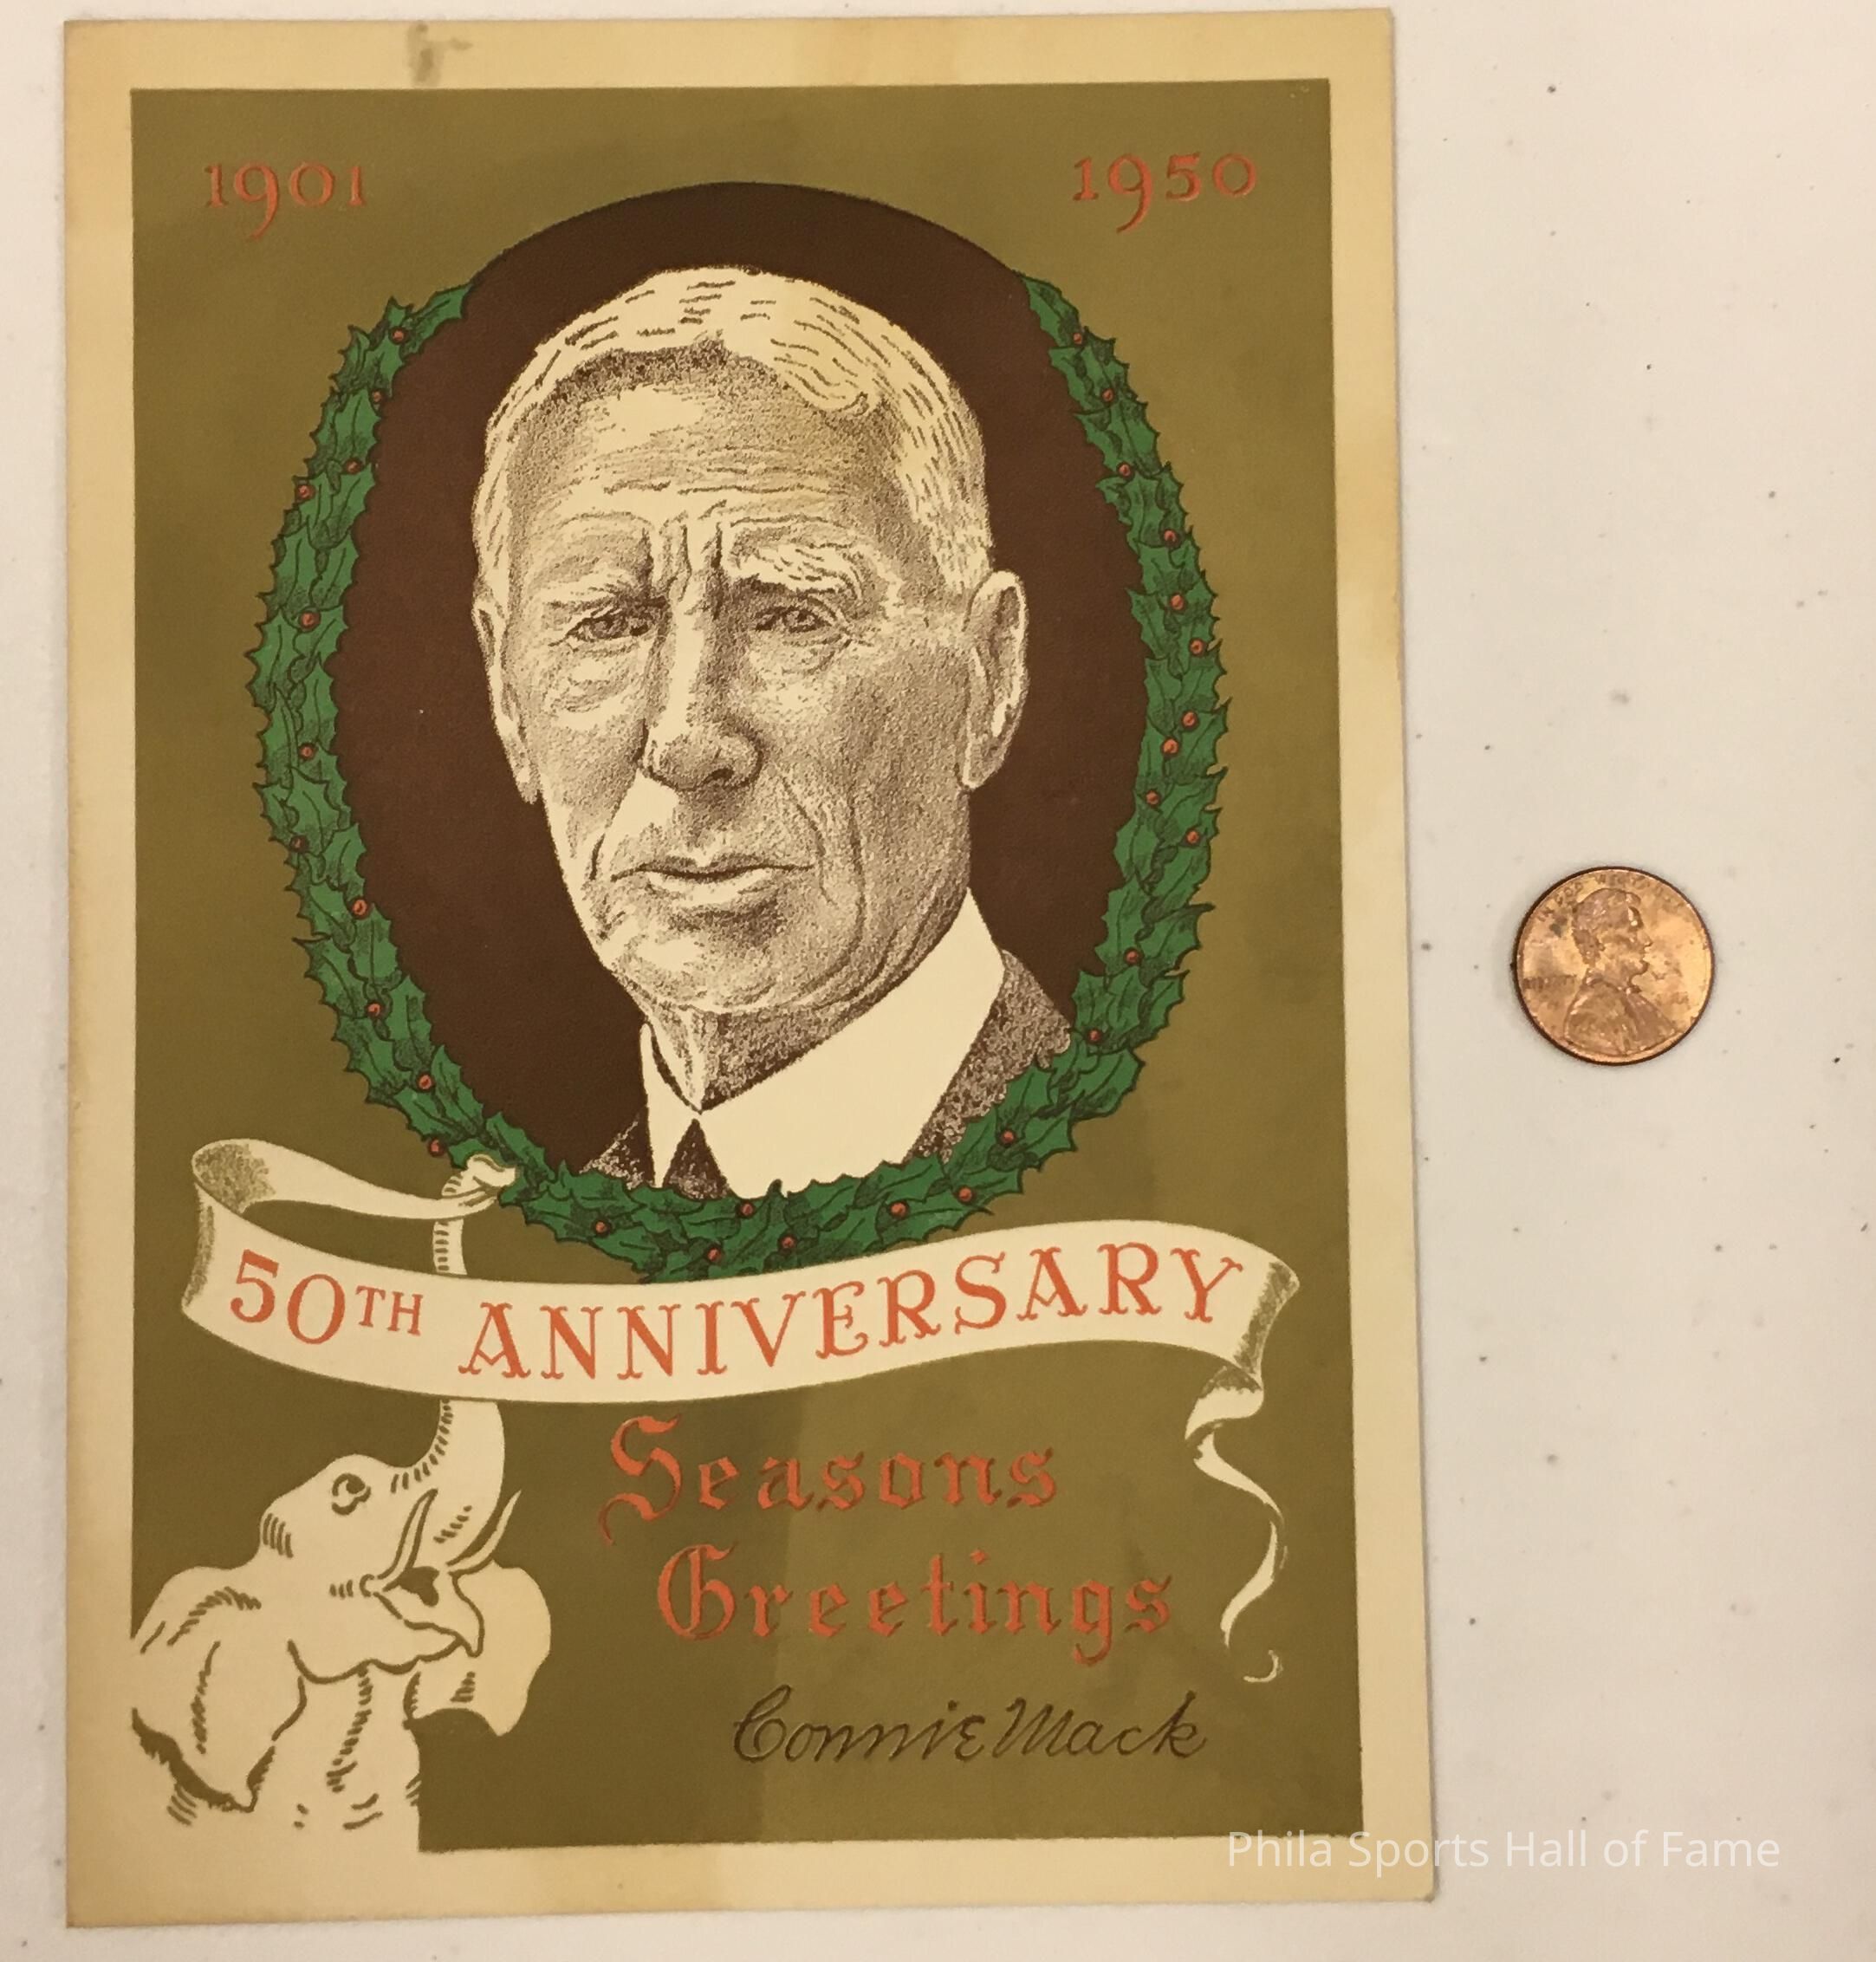 1901 1950
50TH ANNIVERSARY
Seasons
Greetings
Connie Mack
Phila Sports Hall of Fame